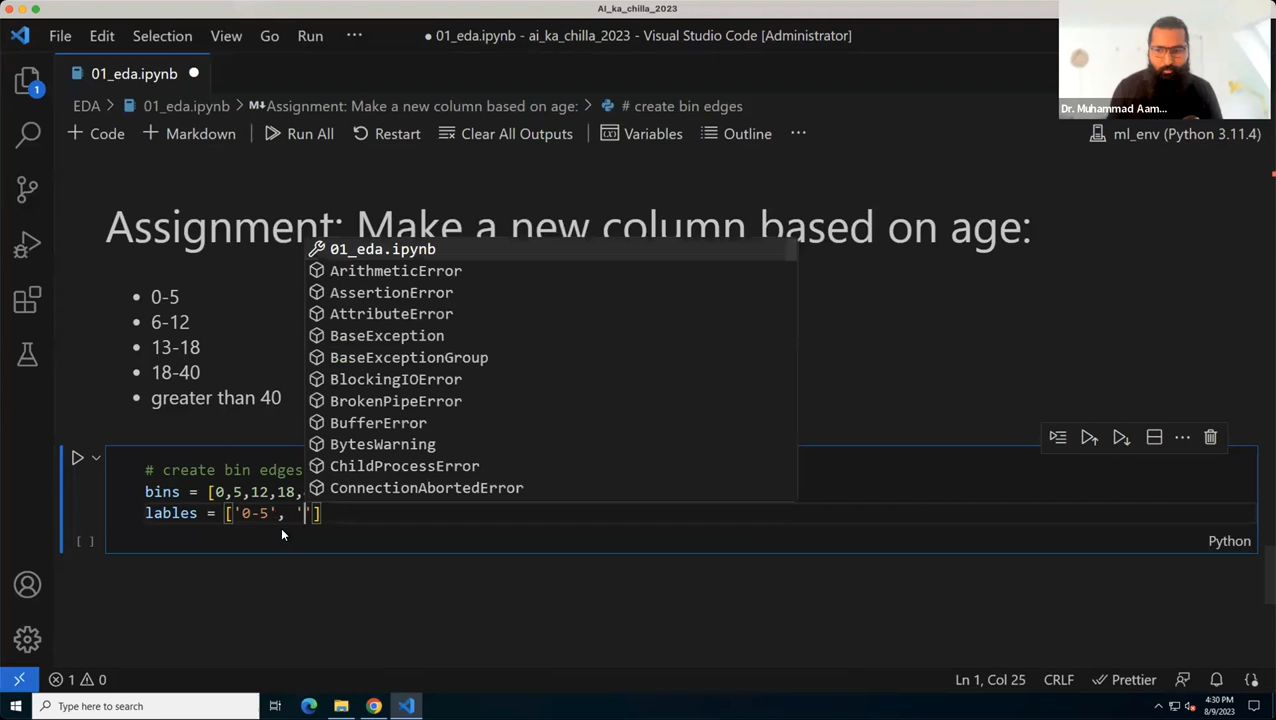 AI_ka_chilla_2023
File Edit Selection View Go Run ··· ● 01_eda.ipynb - ai_ka_chilla_2023 - Visual Studio Code [Administrator]
01_eda.ipynb
1
EDA > 01_eda.ipynb > M↓Assignment: Make a new column based on age: > # create bin edges
Dr. Muhammad Aam...
+ Code + Markdown Run All Restart Clear All Outputs Variables Outline ··· ml_env (Python 3.11.4)
Assignment: Make a new column based on age:
01_eda.ipynb
ArithmeticError
AssertionError
AttributeError
BaseException
BaseExceptionGroup
BlockingIOError
BrokenPipeError
BufferError
BytesWarning
ChildProcessError
ConnectionAbortedError
• 0-5
• 6-12
• 13-18
• 18-40
• greater than 40
# create bin edges
bins = [0,5,12,18,
lables = ['0-5', '']
[ ]
Python
1 0
Ln 1, Col 25 CRLF Prettier
Type here to search
4:30 PM
8/9/2023